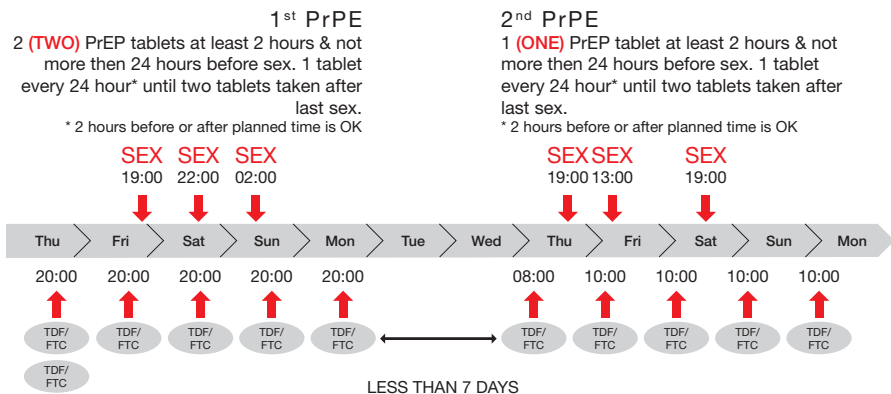 1st PrPE
2 (TWO) PrEP tablets at least 2 hours & not
more then 24 hours before sex. 1 tablet
every 24 hour* until two tablets taken after
last sex.
* 2 hours before or after planned time is OK
2nd PrPE
1 (ONE) PrEP tablet at least 2 hours & not
more then 24 hours before sex. 1 tablet
every 24 hour* until two tablets taken after
last sex.
* 2 hours before or after planned time is OK
SEX SEX SEX SEX SEX SEX
19:00 22:00 02:00 19:00 13:00 19:00
Thu Fri Sat Sun Mon Tue Wed Thu Fri Sat Sun Mon
20:00 20:00 20:00 20:00 20:00 08:00 10:00 10:00 10:00 10:00
TDF/ TDF/ TDF/ TDF/ TDF/ TDF/ TDF/ TDF/ TDF/ TDF/
FTC FTC FTC FTC FTC FTC FTC FTC FTC FTC
TDF/
FTC
LESS THAN 7 DAYS